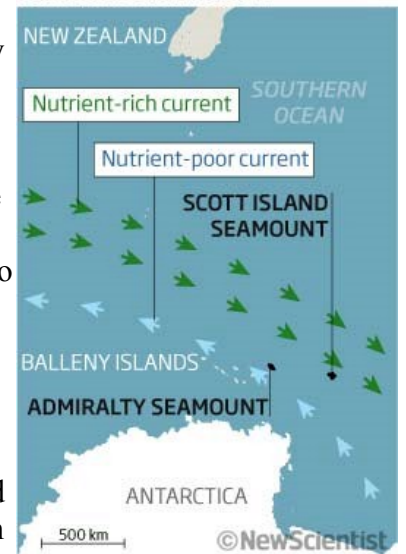 NEW ZEALAND
SOUTHERN
OCEAN
Nutrient-rich current
Nutrient-poor current
SCOTT ISLAND
SEAMOUNT
BALLENY ISLANDS
ADMIRALTY SEAMOUNT
ANTARCTICA
500 km
©NewScientist